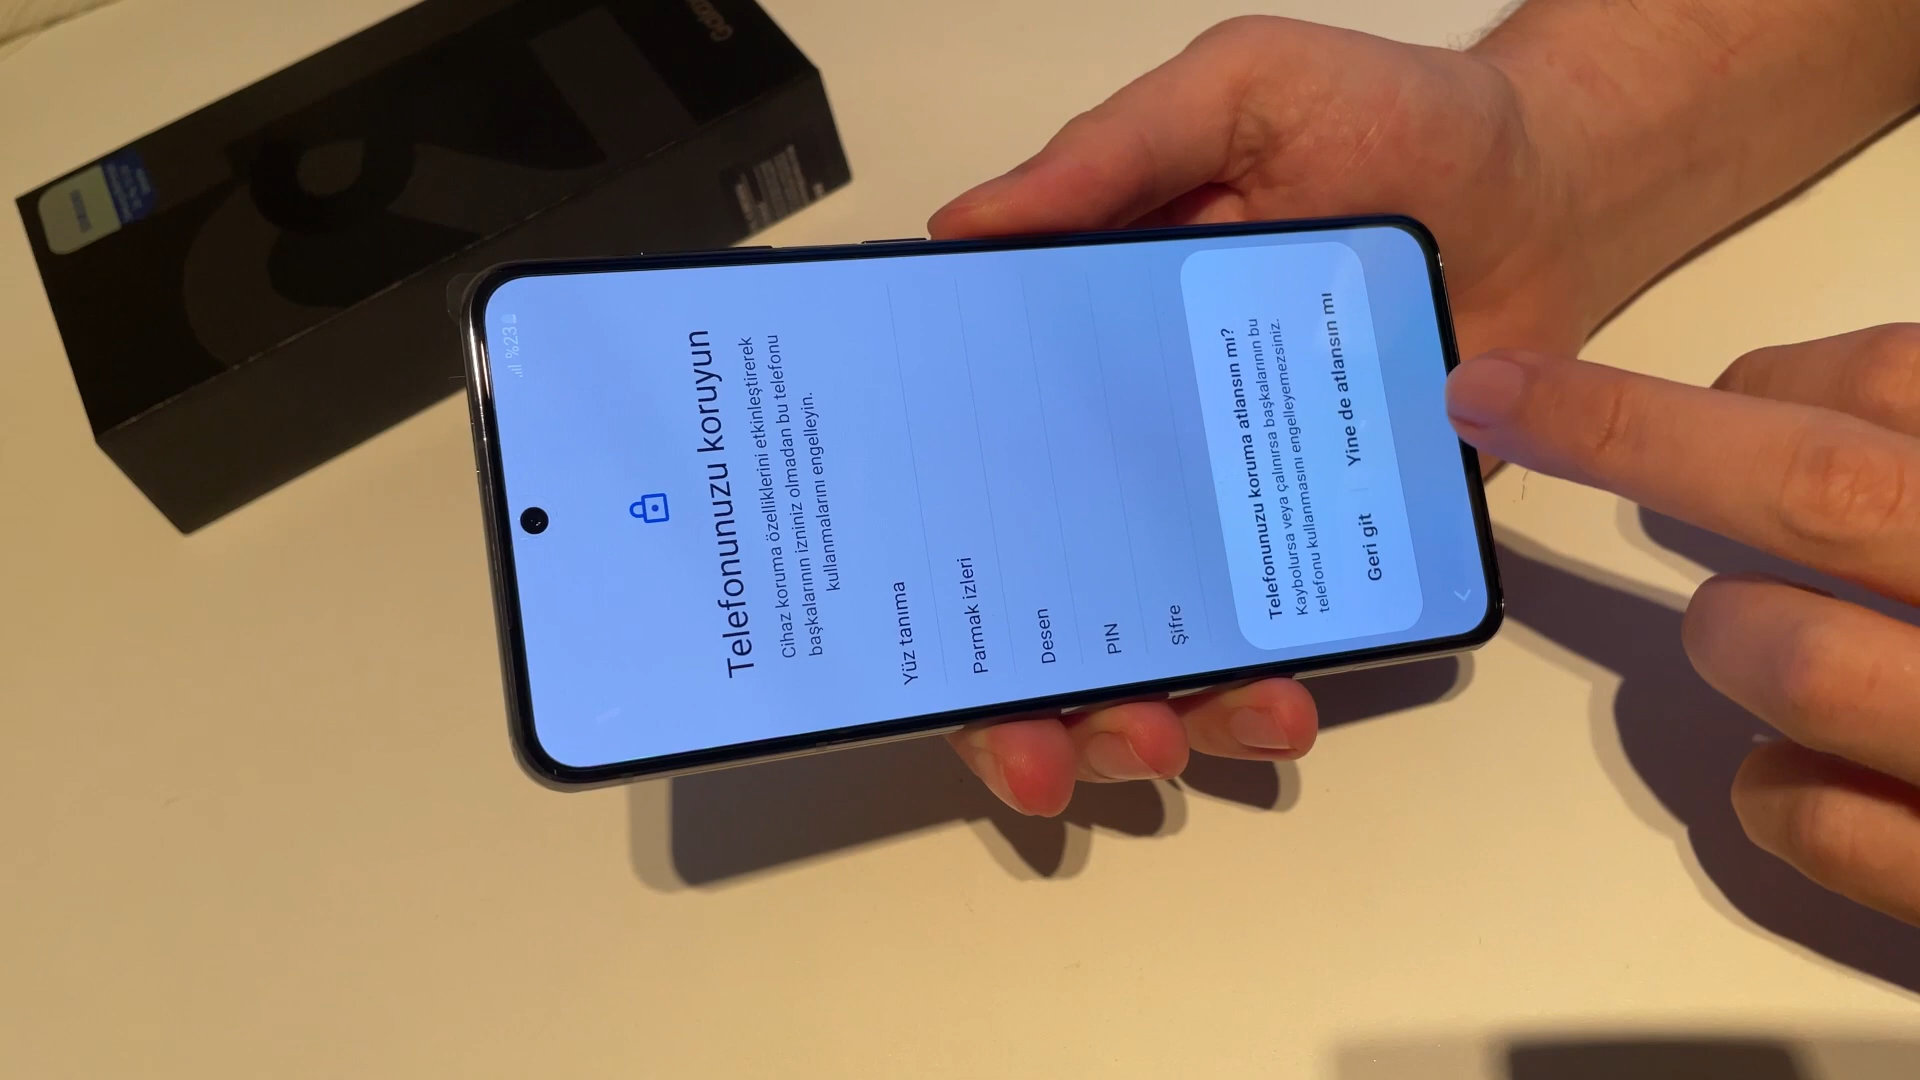 %23
Telefonunuzu koruyun
Cihaz koruma özelliklerini etkinleştirerek
başkalarının izniniz olmadan bu telefonu
kullanmalarını engelleyin.
Yüz tanıma
Parmak izleri
Desen
PIN
Şifre
Telefonunuzu koruma atlansın mı?
Kaybolursa veya çalınırsa başkalarının bu
telefonu kullanmasını engelleyemezsiniz.
Geri git
Yine de atlansın mı